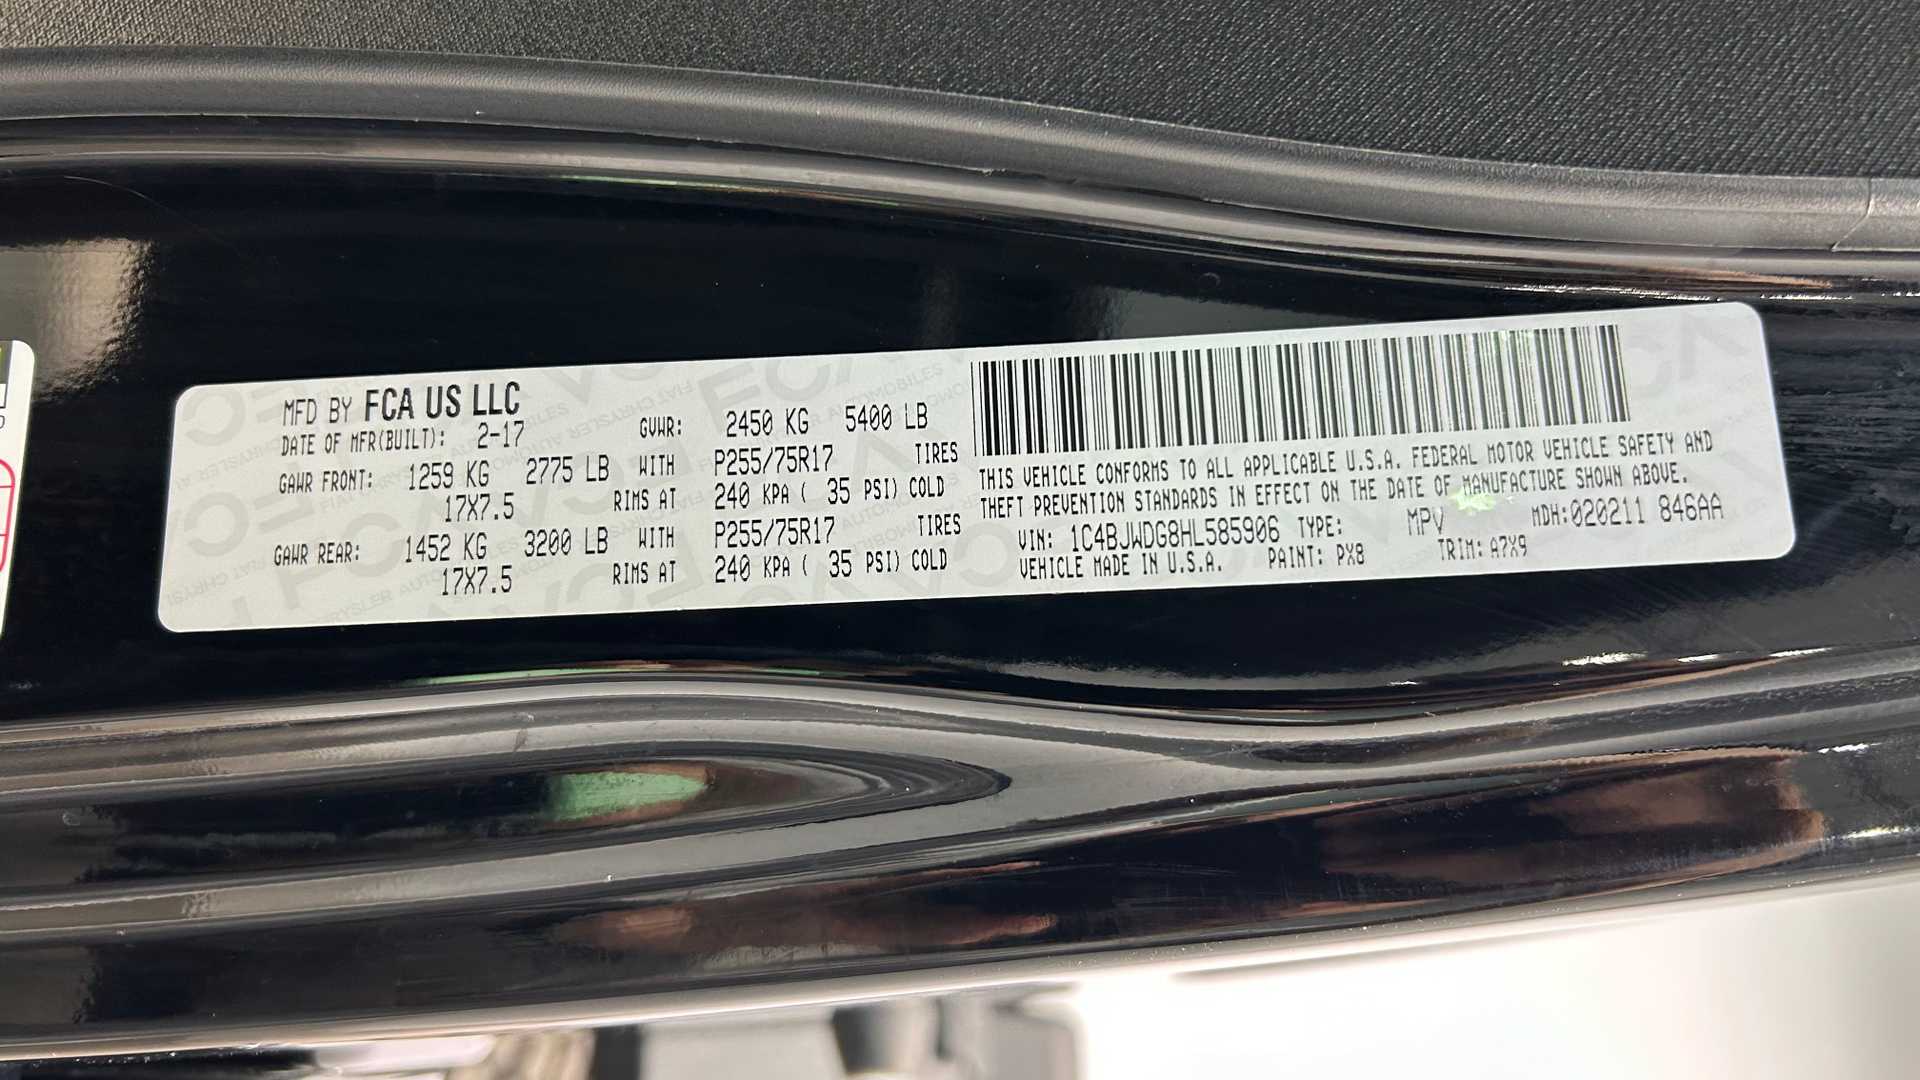 MFD BY FCA US LLC
DATE OF MFR(BUILT): 2-17
GVWR: 2450 KG 5400 LB
GAWR FRONT: 1259 KG 2775 LB WITH P255/75R17 TIRES
17X7.5 RIMS AT 240 KPA ( 35 PSI) COLD
GAWR REAR: 1452 KG 3200 LB WITH P255/75R17 TIRES
17X7.5 RIMS AT 240 KPA ( 35 PSI) COLD
THIS VEHICLE CONFORMS TO ALL APPLICABLE U.S.A. FEDERAL MOTOR VEHICLE SAFETY AND
THEFT PREVENTION STANDARDS IN EFFECT ON THE DATE OF MANUFACTURE SHOWN ABOVE.
VIN: 1C4BJWDG8HL585906 TYPE: MPV MDH:020211 846AA
VEHICLE MADE IN U.S.A. PAINT: PX8 TRIM: A7X9